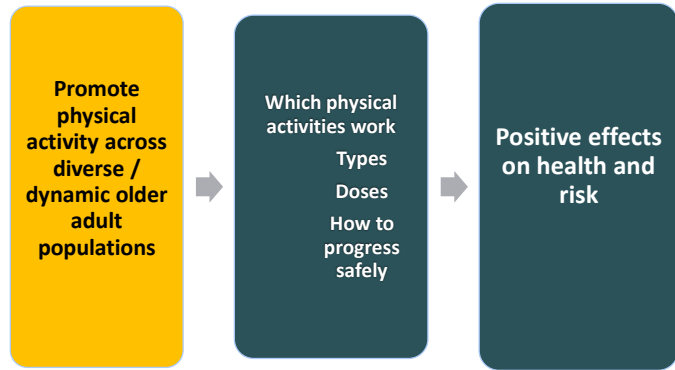 Promote
physical
activity across
diverse /
dynamic older
adult
populations
Which physical
activities work
Types
Doses
How to
progress
safely
Positive effects
on health and
risk